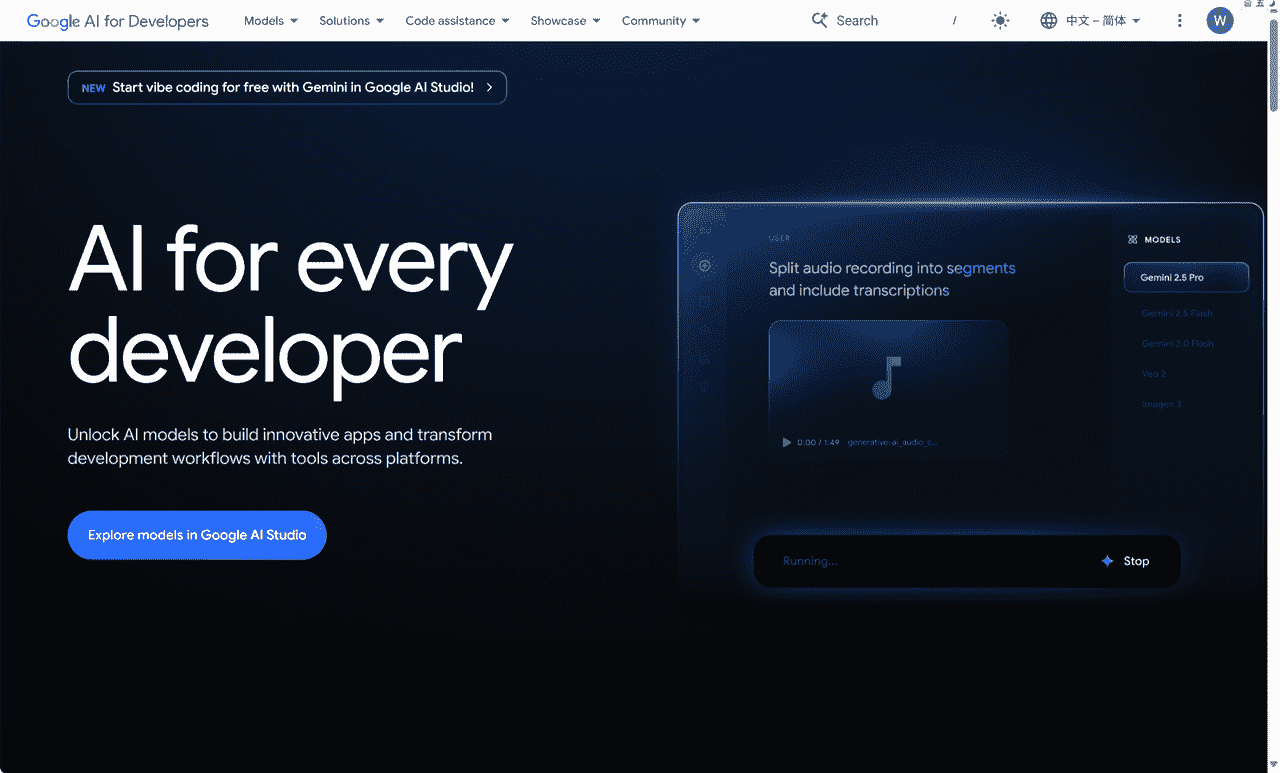 Google AI for Developers
Models
Solutions
Code assistance
Showcase
Community
Search
/
中文 – 简体
W
NEW Start vibe coding for free with Gemini in Google AI Studio!
AI for every
developer
Unlock AI models to build innovative apps and transform
development workflows with tools across platforms.
Explore models in Google AI Studio
USER
Split audio recording into segments
and include transcriptions
0:00 / 1:49 generative-ai_audio_c...
MODELS
Gemini 2.5 Pro
Gemini 2.5 Flash
Gemini 2.0 Flash
Veo 2
Imagen 3
Running...
Stop